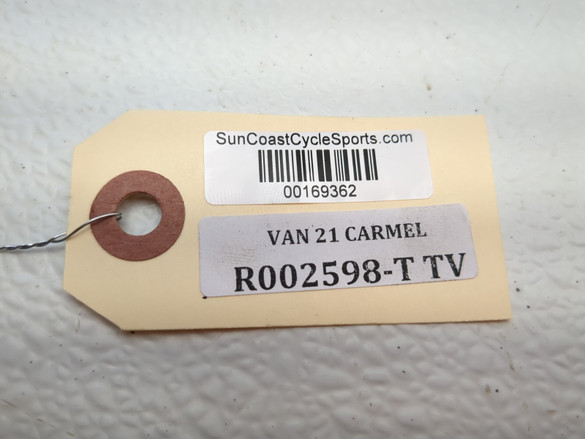 SunCoastCycleSports.com
00169362
VAN 21 CARMEL
R002598-T TV